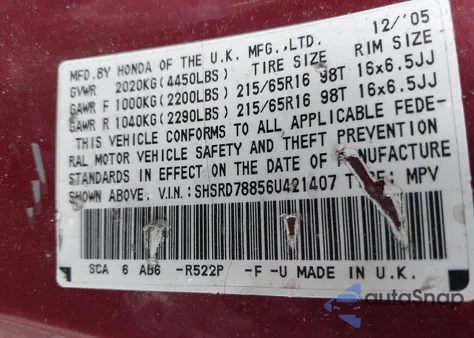 MFD.BY HONDA OF THE U.K. MFG.,LTD. 12/'05
GVWR 2020KG(4450LBS) TIRE SIZE RIM SIZE
GAWR F 1000KG(2200LBS) 215/65R16 98T 16x6.5JJ
GAWR R 1040KG(2290LBS) 215/65R16 98T 16x6.5JJ
THIS VEHICLE CONFORMS TO ALL APPLICABLE FEDE-
RAL MOTOR VEHICLE SAFETY AND THEFT PREVENTION
STANDARDS IN EFFECT ON THE DATE OF MANUFACTURE
SHOWN ABOVE. V.I.N.:SHSRD78856U421407 TYPE: MPV
SCA 6 AB6 -R522P -F -U MADE IN U.K.
autoSnap